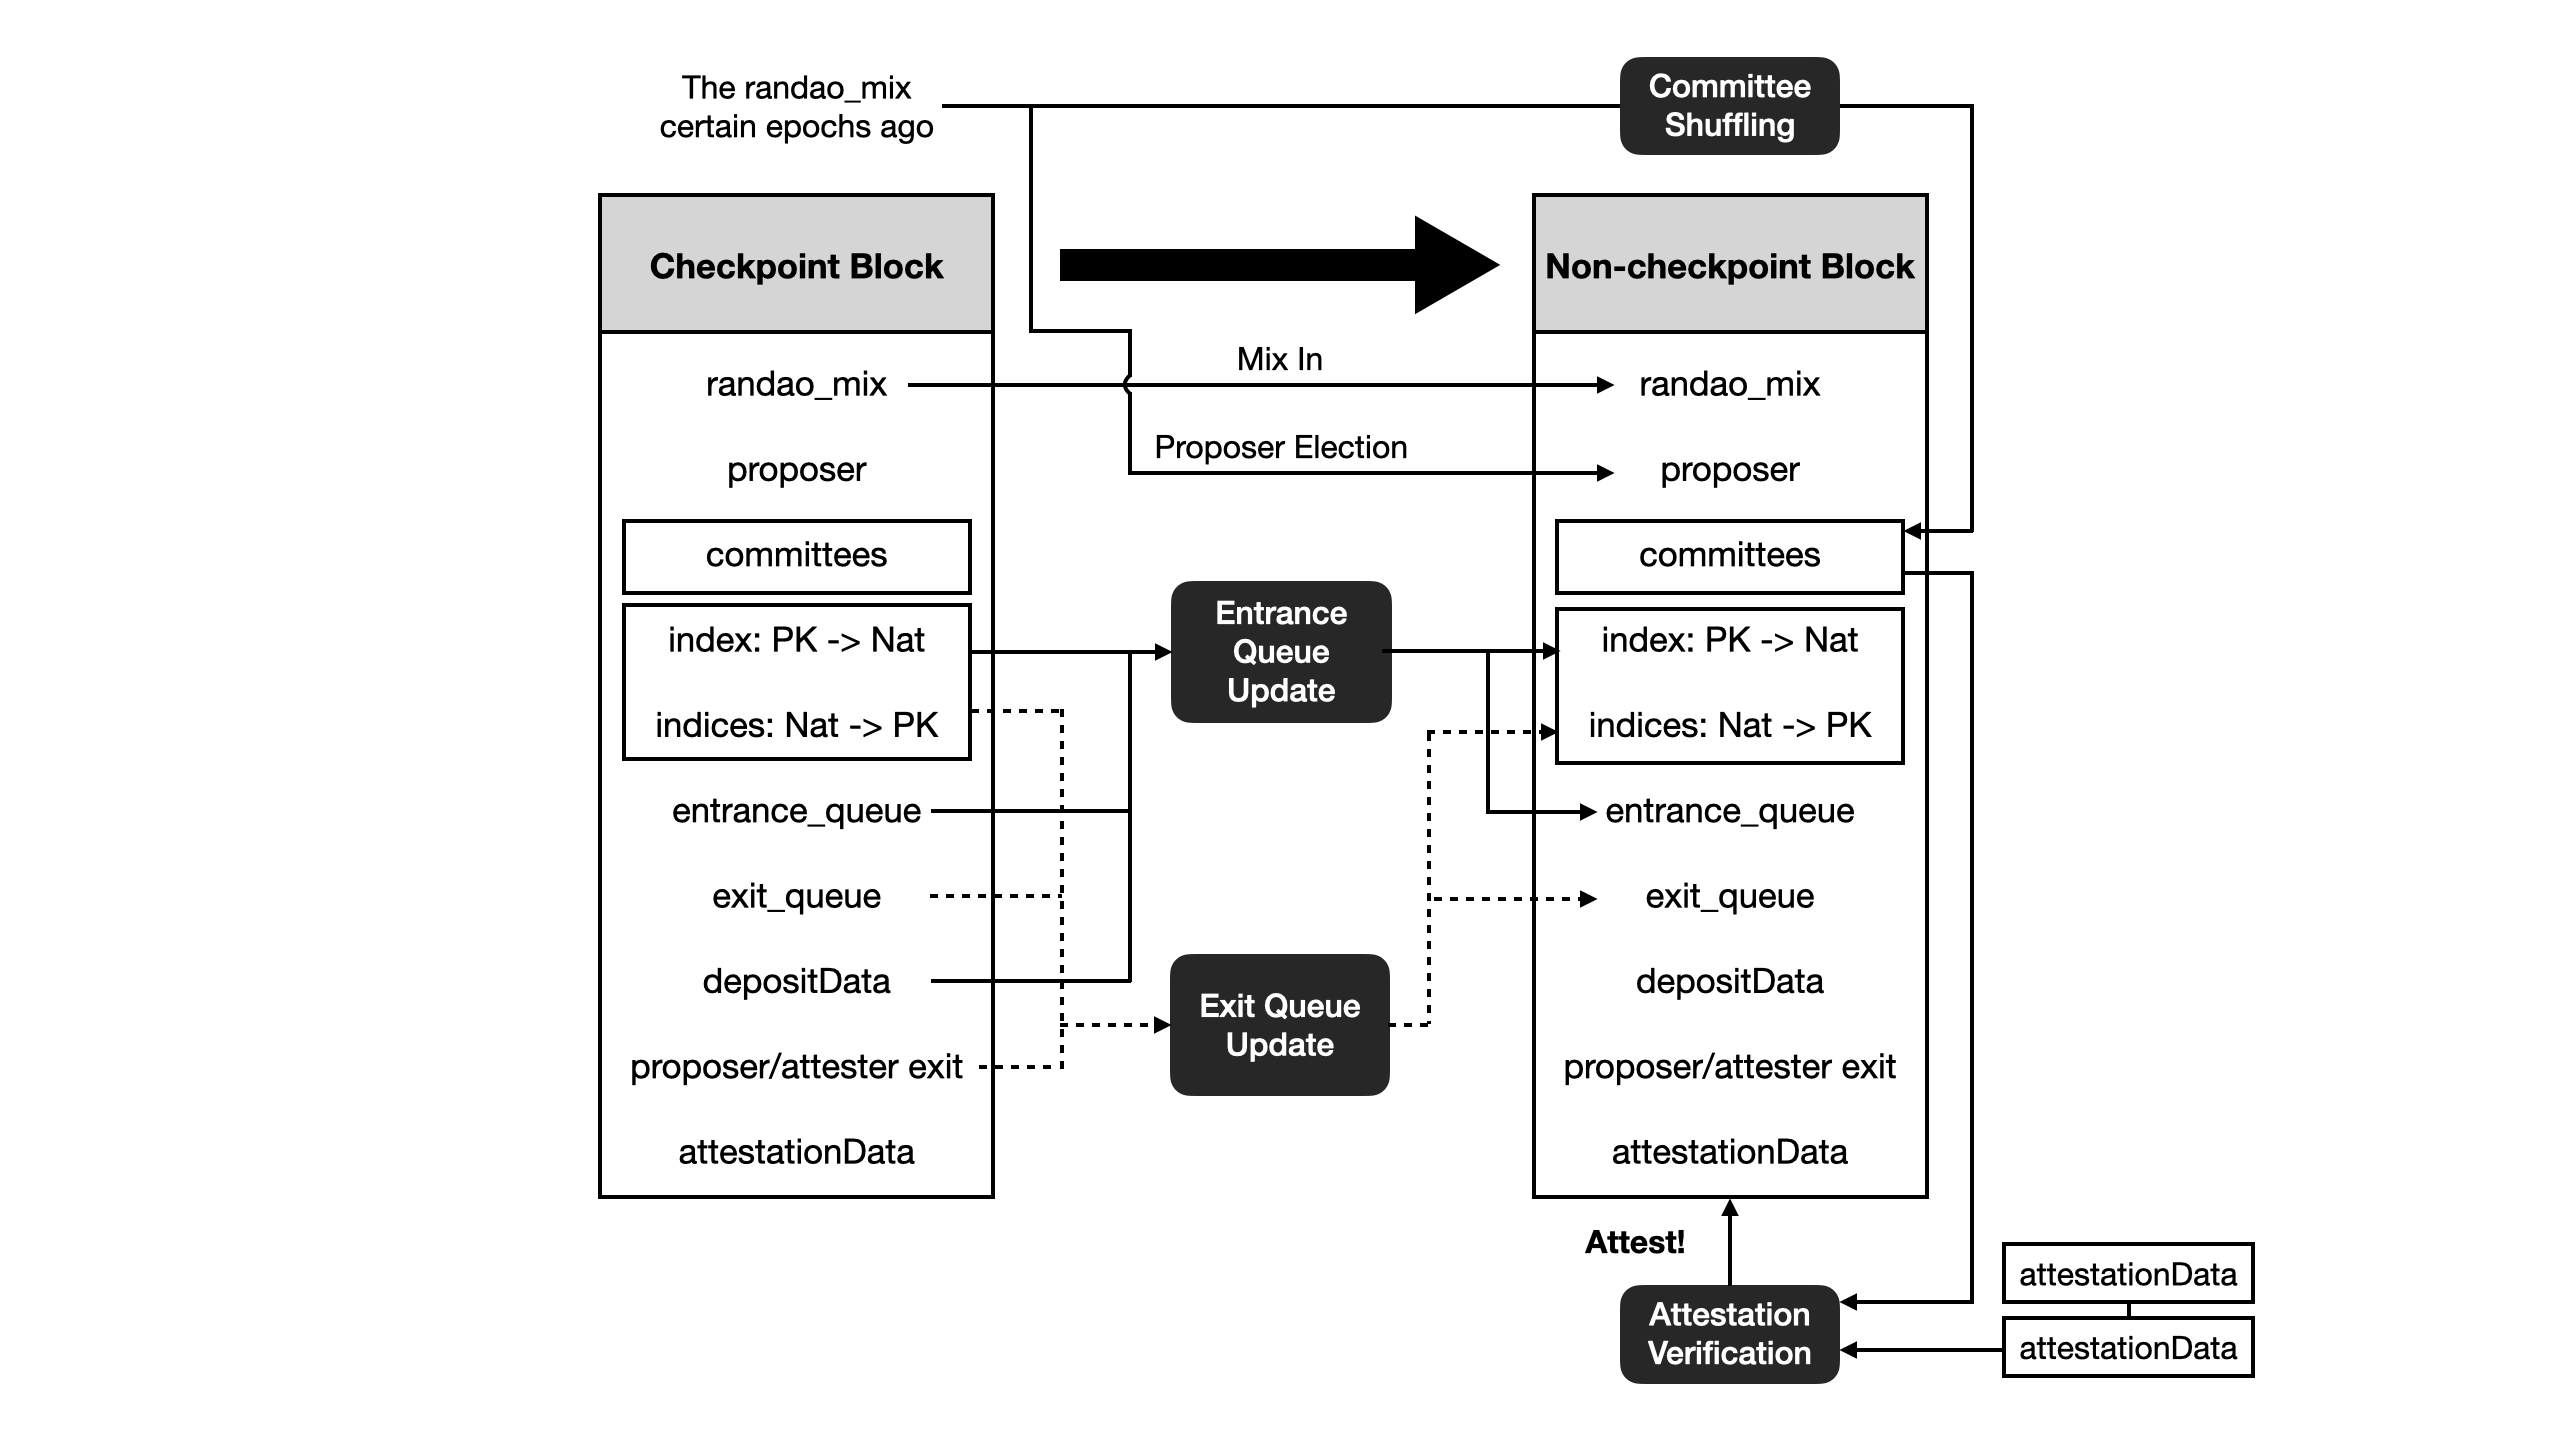 The randao_mix
certain epochs ago
Committee
Shuffling
Checkpoint Block
randao_mix
proposer
committees
index: PK -> Nat
indices: Nat -> PK
entrance_queue
exit_queue
depositData
proposer/attester exit
attestationData
Mix In
Proposer Election
Entrance
Queue
Update
Exit Queue
Update
Non-checkpoint Block
randao_mix
proposer
committees
index: PK -> Nat
indices: Nat -> PK
entrance_queue
exit_queue
depositData
proposer/attester exit
attestationData
Attest!
Attestation
Verification
attestationData
attestationData